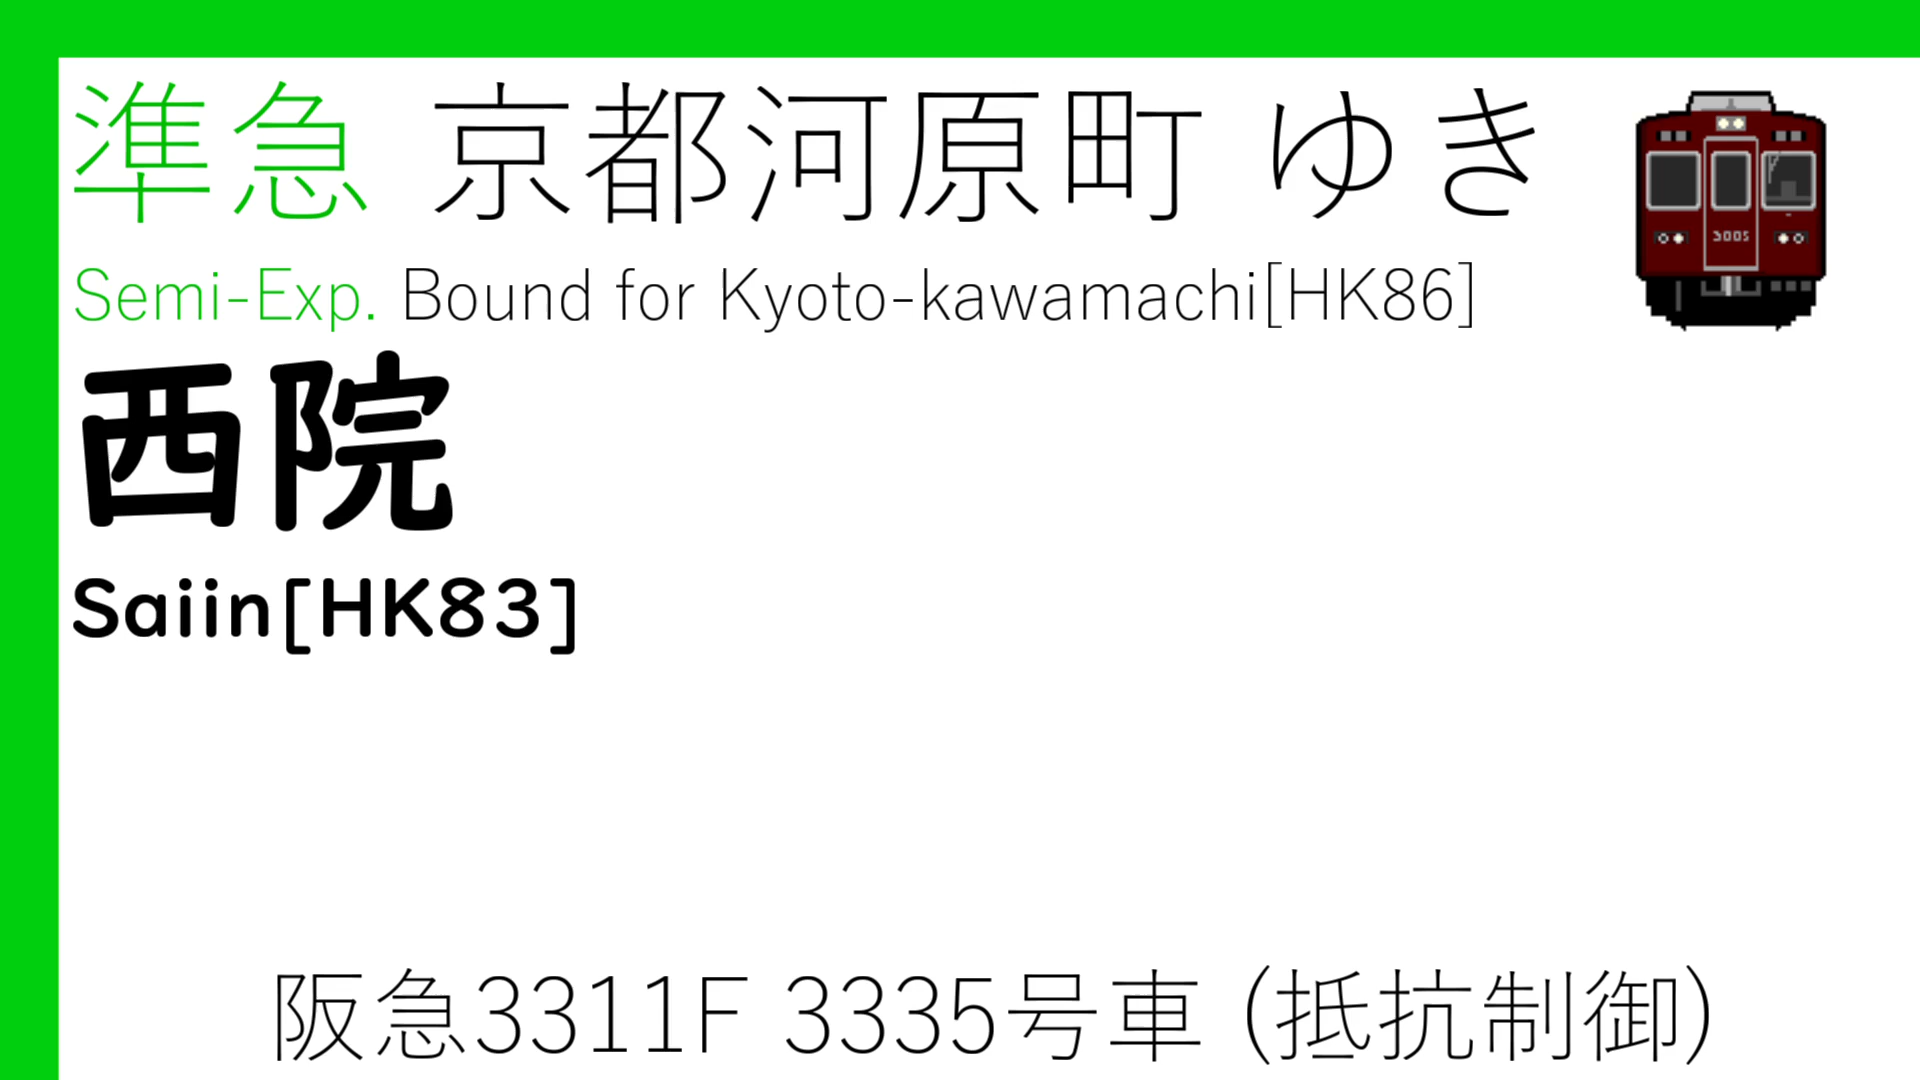 準急 京都河原町 ゆき
Semi-Exp. Bound for Kyoto-kawamachi[HK86]
3005
西院
Saiin[HK83]
阪急3311F 3335号車 (抵抗制御)